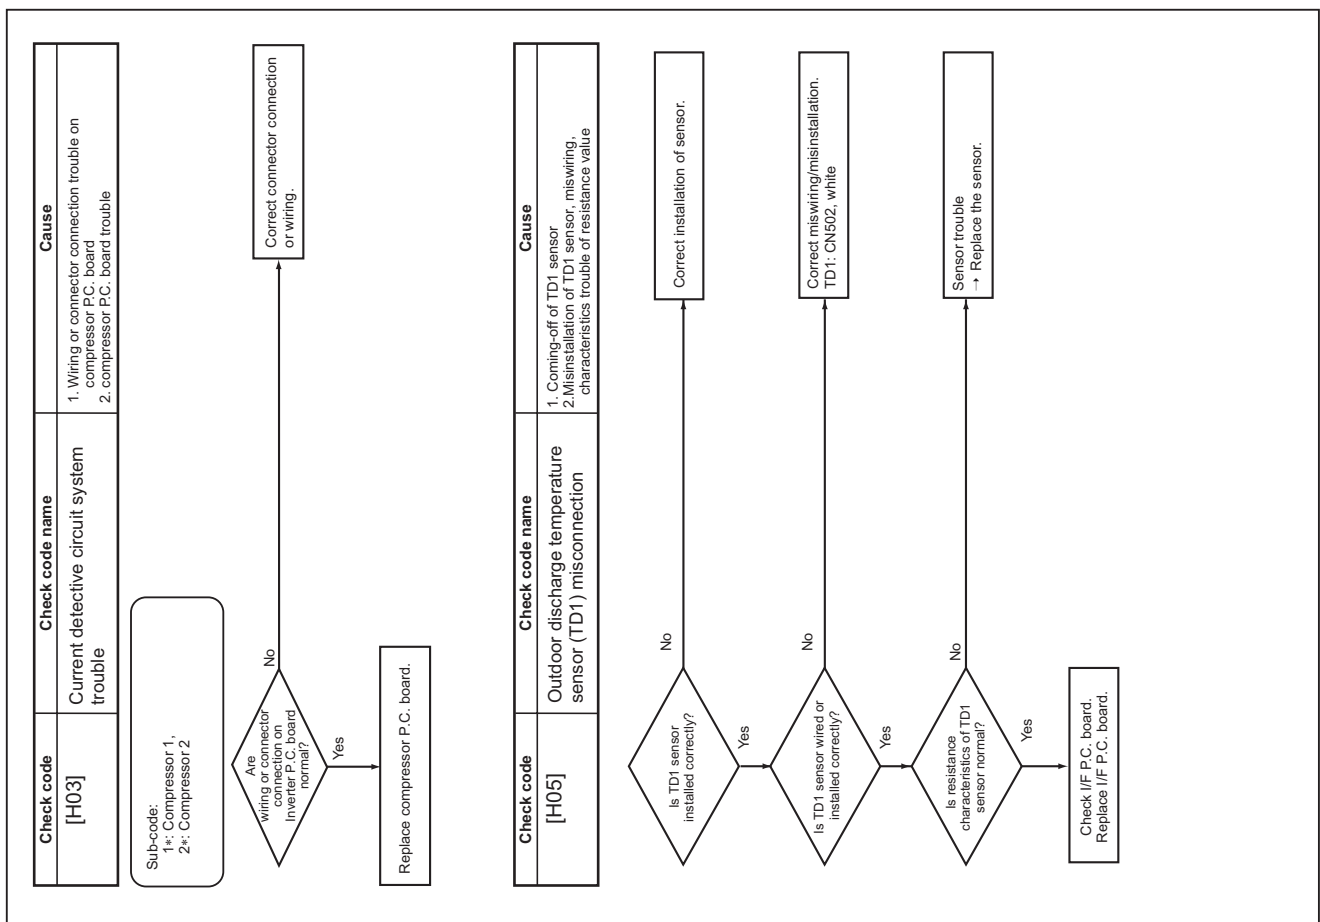 Check code
Check code name
Cause
[H03]
Current detective circuit system
trouble
1. Wiring or connector connection trouble on
compressor P.C. board
2. compressor P.C. board trouble
Sub-code:
1∗: Compressor 1,
2∗: Compressor 2
Are
wiring or connector
connection on
Inverter P.C. board
normal?
No
Correct connector connection
or wiring.
Yes
Replace compressor P.C. board.
Check code
Check code name
Cause
[H05]
Outdoor discharge temperature
sensor (TD1) misconnection
1. Coming-off of TD1 sensor
2.Misinstallation of TD1 sensor, miswiring,
characteristics trouble of resistance value
Is TD1 sensor
installed correctly?
No
Correct installation of sensor.
Yes
Is TD1 sensor wired or
installed correctly?
No
Correct miswiring/misinstallation.
TD1: CN502, white
Yes
Is resistance
characteristics of TD1
sensor normal?
No
Sensor trouble
→ Replace the sensor.
Yes
Check I/F P.C. board.
Replace I/F P.C. board.